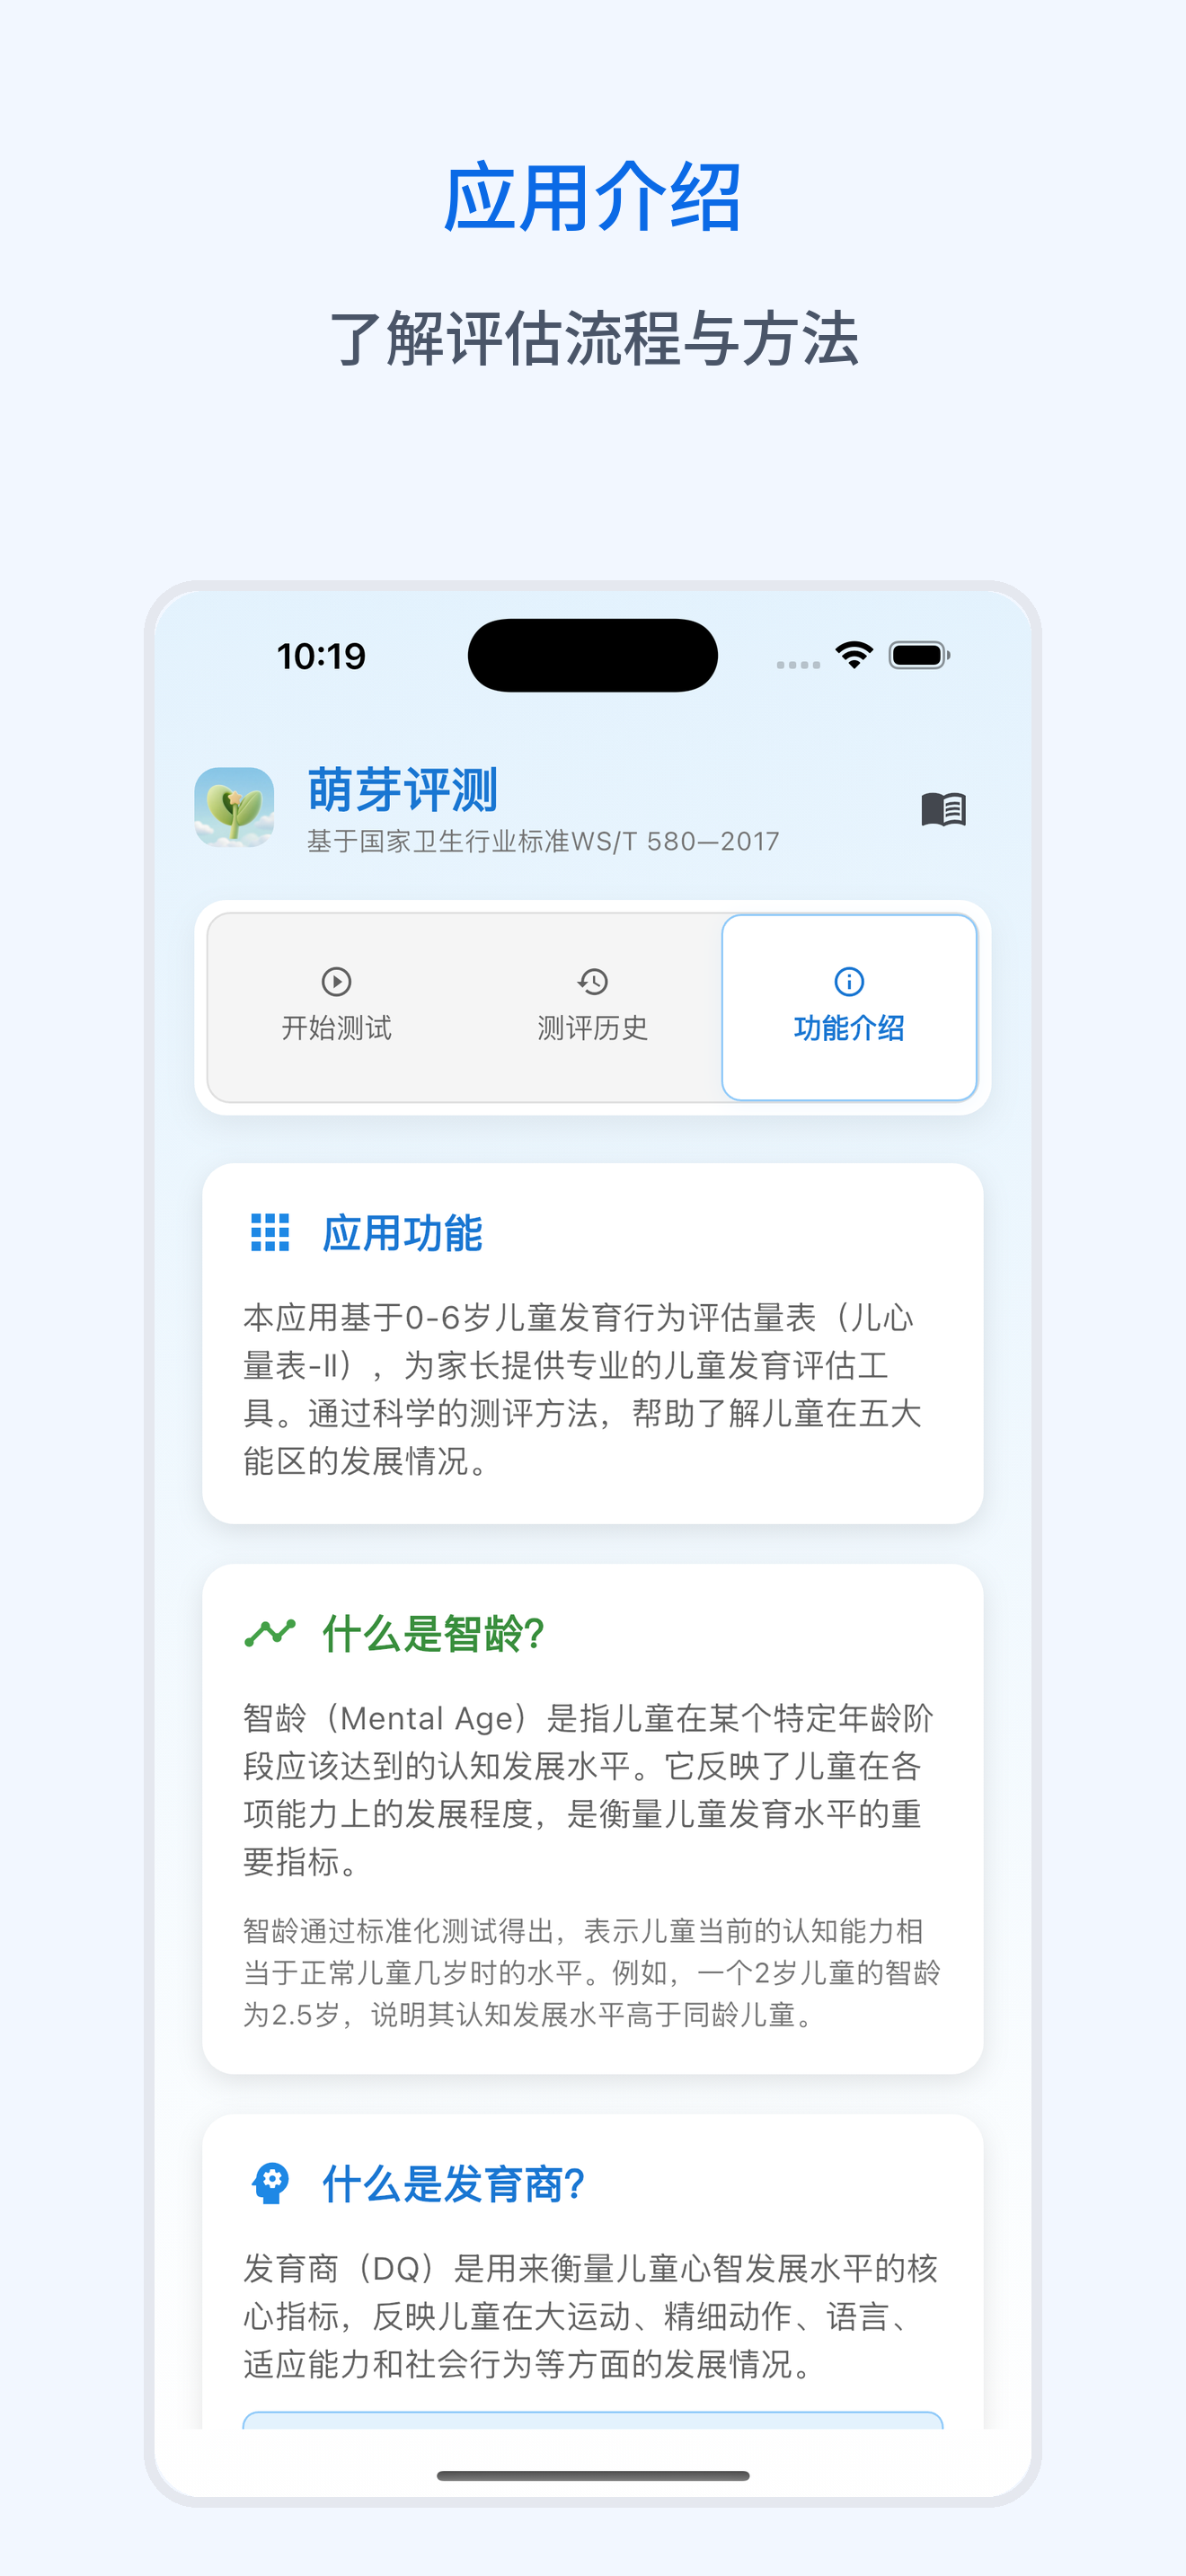 应用介绍
了解评估流程与方法
10:19
萌芽评测
基于国家卫生行业标准WS/T 580—2017
开始测试
测评历史
功能介绍
应用功能
本应用基于0-6岁儿童发育行为评估量表（儿心
量表-II），为家长提供专业的儿童发育评估工
具。通过科学的测评方法，帮助了解儿童在五大
能区的发展情况。
什么是智龄?
智龄（Mental Age）是指儿童在某个特定年龄阶
段应该达到的认知发展水平。它反映了儿童在各
项能力上的发展程度，是衡量儿童发育水平的重
要指标。
智龄通过标准化测试得出，表示儿童当前的认知能力相
当于正常儿童几岁时的水平。例如，一个2岁儿童的智龄
为2.5岁，说明其认知发展水平高于同龄儿童。
什么是发育商?
发育商（DQ）是用来衡量儿童心智发展水平的核
心指标，反映儿童在大运动、精细动作、语言、
适应能力和社会行为等方面的发展情况。